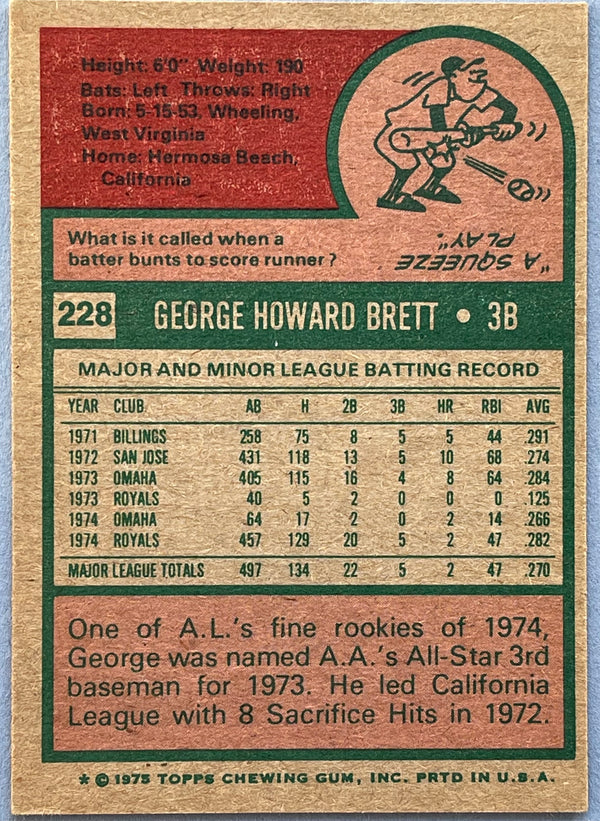 Height: 6'0" Weight: 190
Bats: Left Throws: Right
Born: 5-15-53, Wheeling,
West Virginia
Home: Hermosa Beach,
California
What is it called when a
batter bunts to score runner?
"A SQUEEZE
PLAY".
228 GEORGE HOWARD BRETT • 3B
MAJOR AND MINOR LEAGUE BATTING RECORD
YEAR CLUB AB H 2B 3B HR RBI AVG
1971 BILLINGS 258 75 8 5 5 44 .291
1972 SAN JOSE 431 118 13 5 10 68 .274
1973 OMAHA 405 115 16 4 8 64 .284
1973 ROYALS 40 5 2 0 0 0 .125
1974 OMAHA 64 17 2 0 2 14 .266
1974 ROYALS 457 129 20 5 2 47 .282
MAJOR LEAGUE TOTALS 497 134 22 5 2 47 .270
One of A.L.'s fine rookies of 1974,
George was named A.A.'s All-Star 3rd
baseman for 1973. He led California
League with 8 Sacrifice Hits in 1972.
* © 1975 TOPPS CHEWING GUM, INC. PRTD IN U.S.A.